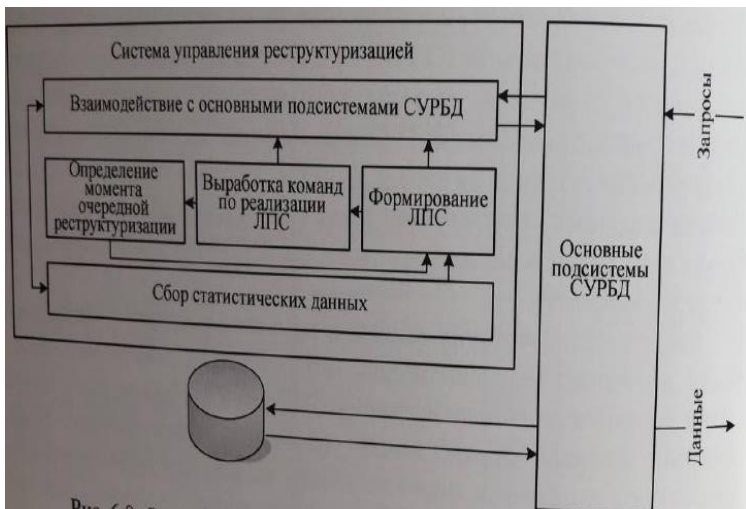 Система управления реструктуризацией
Взаимодействие с основными подсистемами СУРБД
Определение
момента
очередной
реструктуризации
Выработка команд
по реализации
ЛПС
Формирование
ЛПС
Сбор статистических данных
Основные
подсистемы
СУРБД
Запросы
Данные